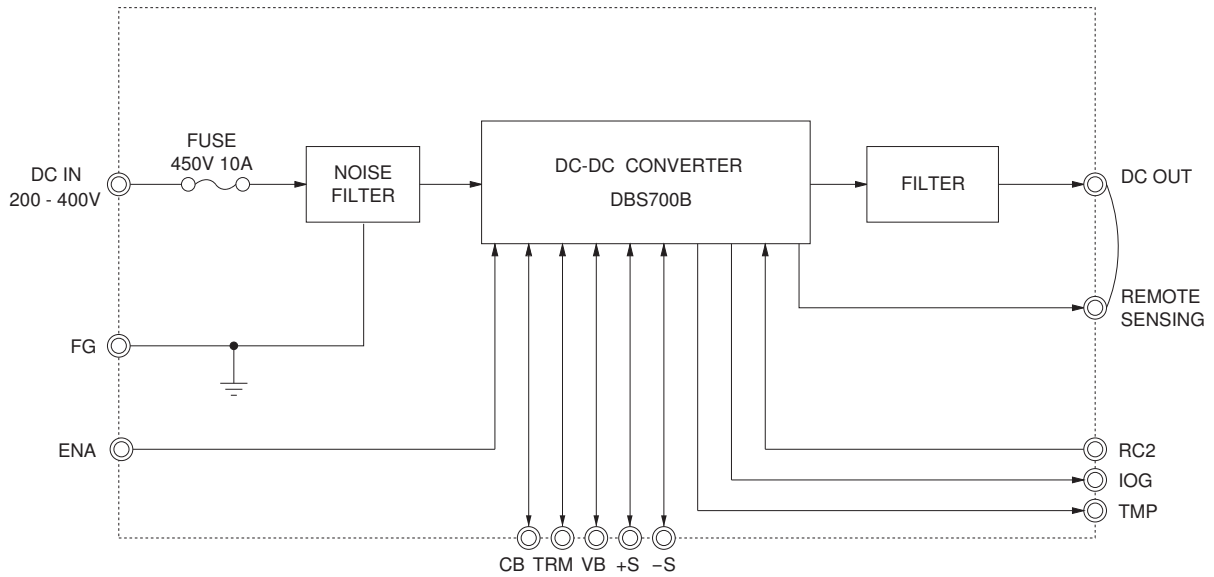 FUSE
450V 10A
DC IN
200 - 400V
NOISE
FILTER
DC-DC CONVERTER
DBS700B
FILTER
DC OUT
REMOTE
SENSING
FG
ENA
RC2
IOG
TMP
CB TRM VB +S −S